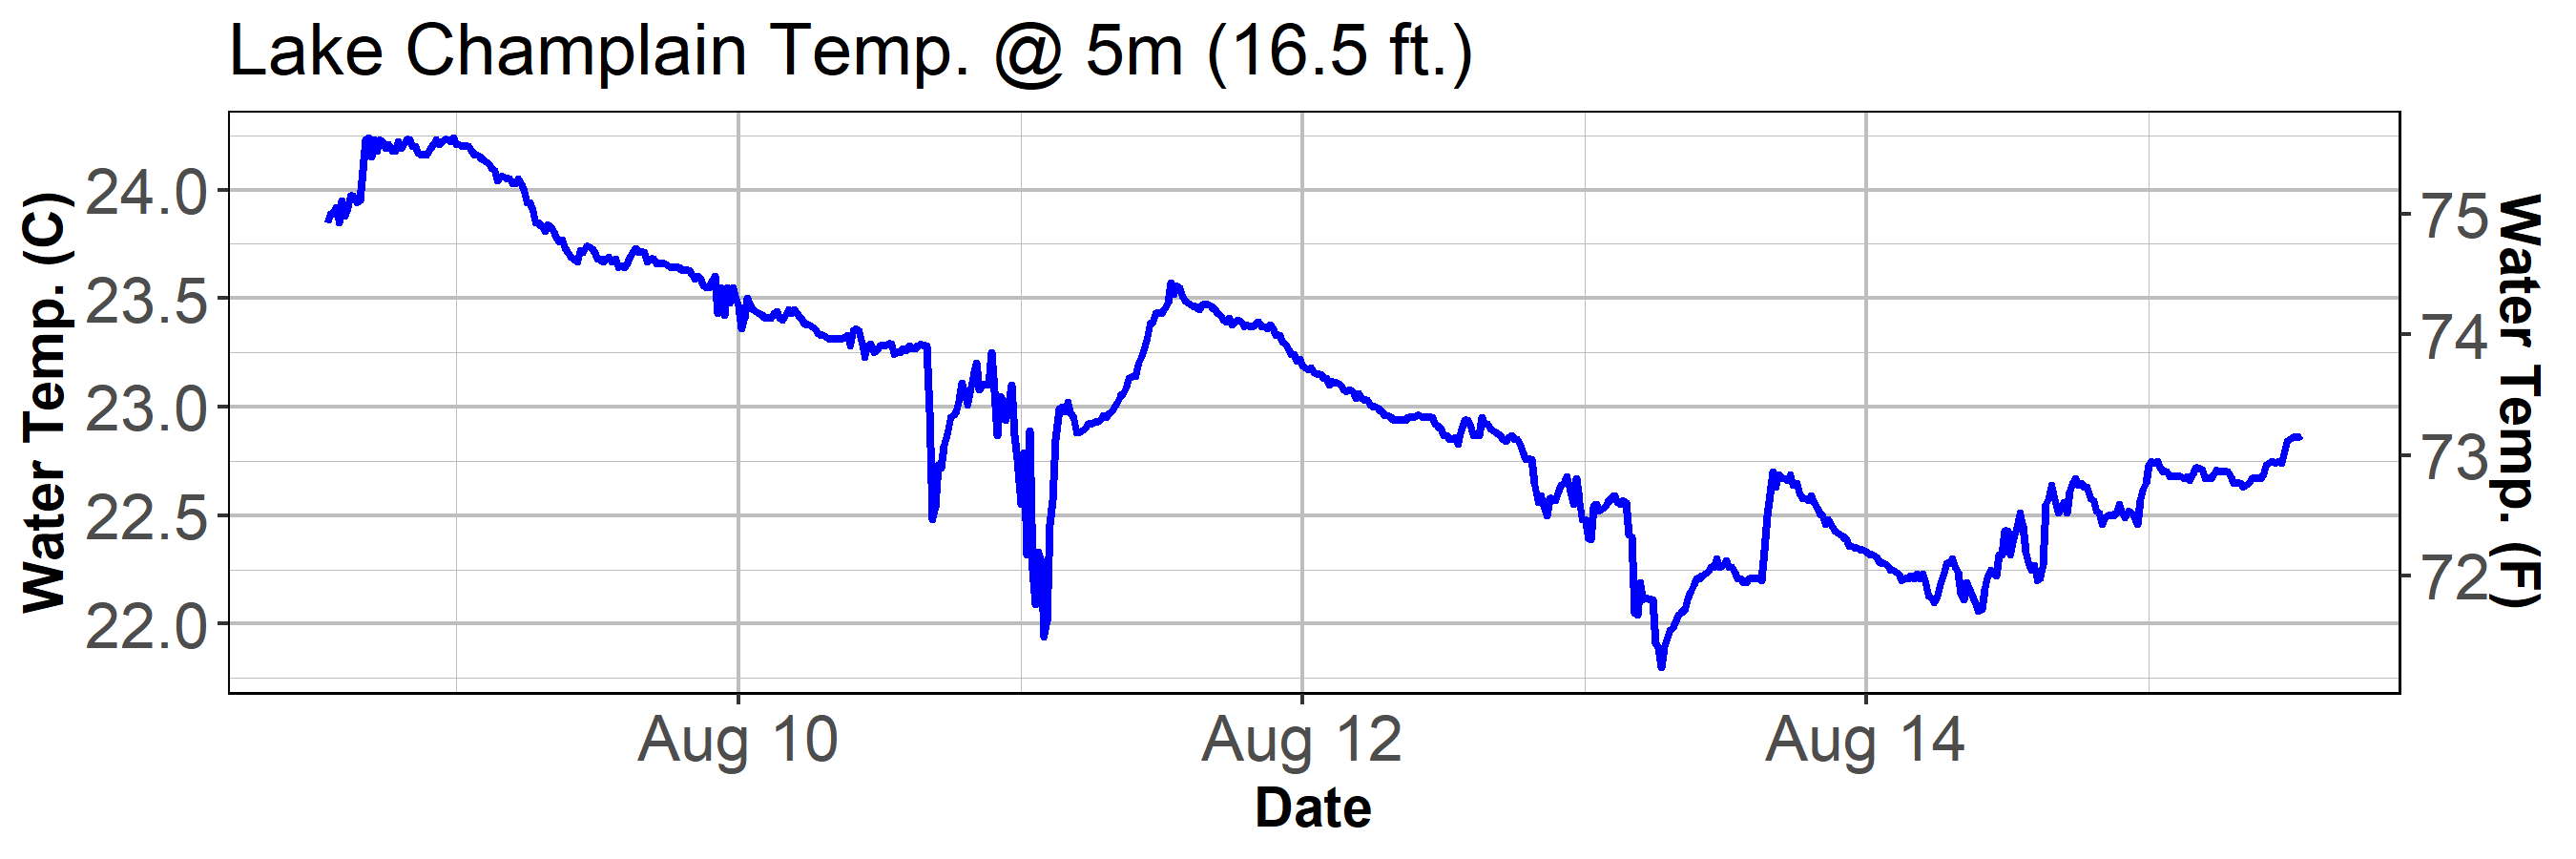 Lake Champlain Temp. @ 5m (16.5 ft.)
Water Temp. (C)
24.0
23.5
23.0
22.5
22.0
75
74
73
72
Water Temp. (F)
Aug 10
Aug 12
Aug 14
Date